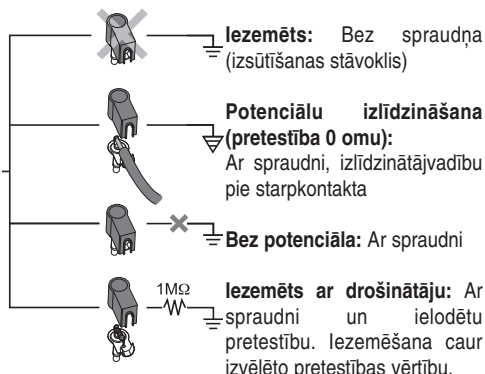 Iezemēts: Bez spraudņa
(izsūtīšanas stāvoklis)
Potenciālu izlīdzināšana
(pretestība 0 omu):
Ar spraudni, izlīdzinātājvadību
pie starpkontakta
Bez potenciāla: Ar spraudni
1MΩ
Iezemēts ar drošinātāju: Ar
spraudni un ielodētu
pretestību. Iezemēšana caur
izvēlēto pretestības vērtību.